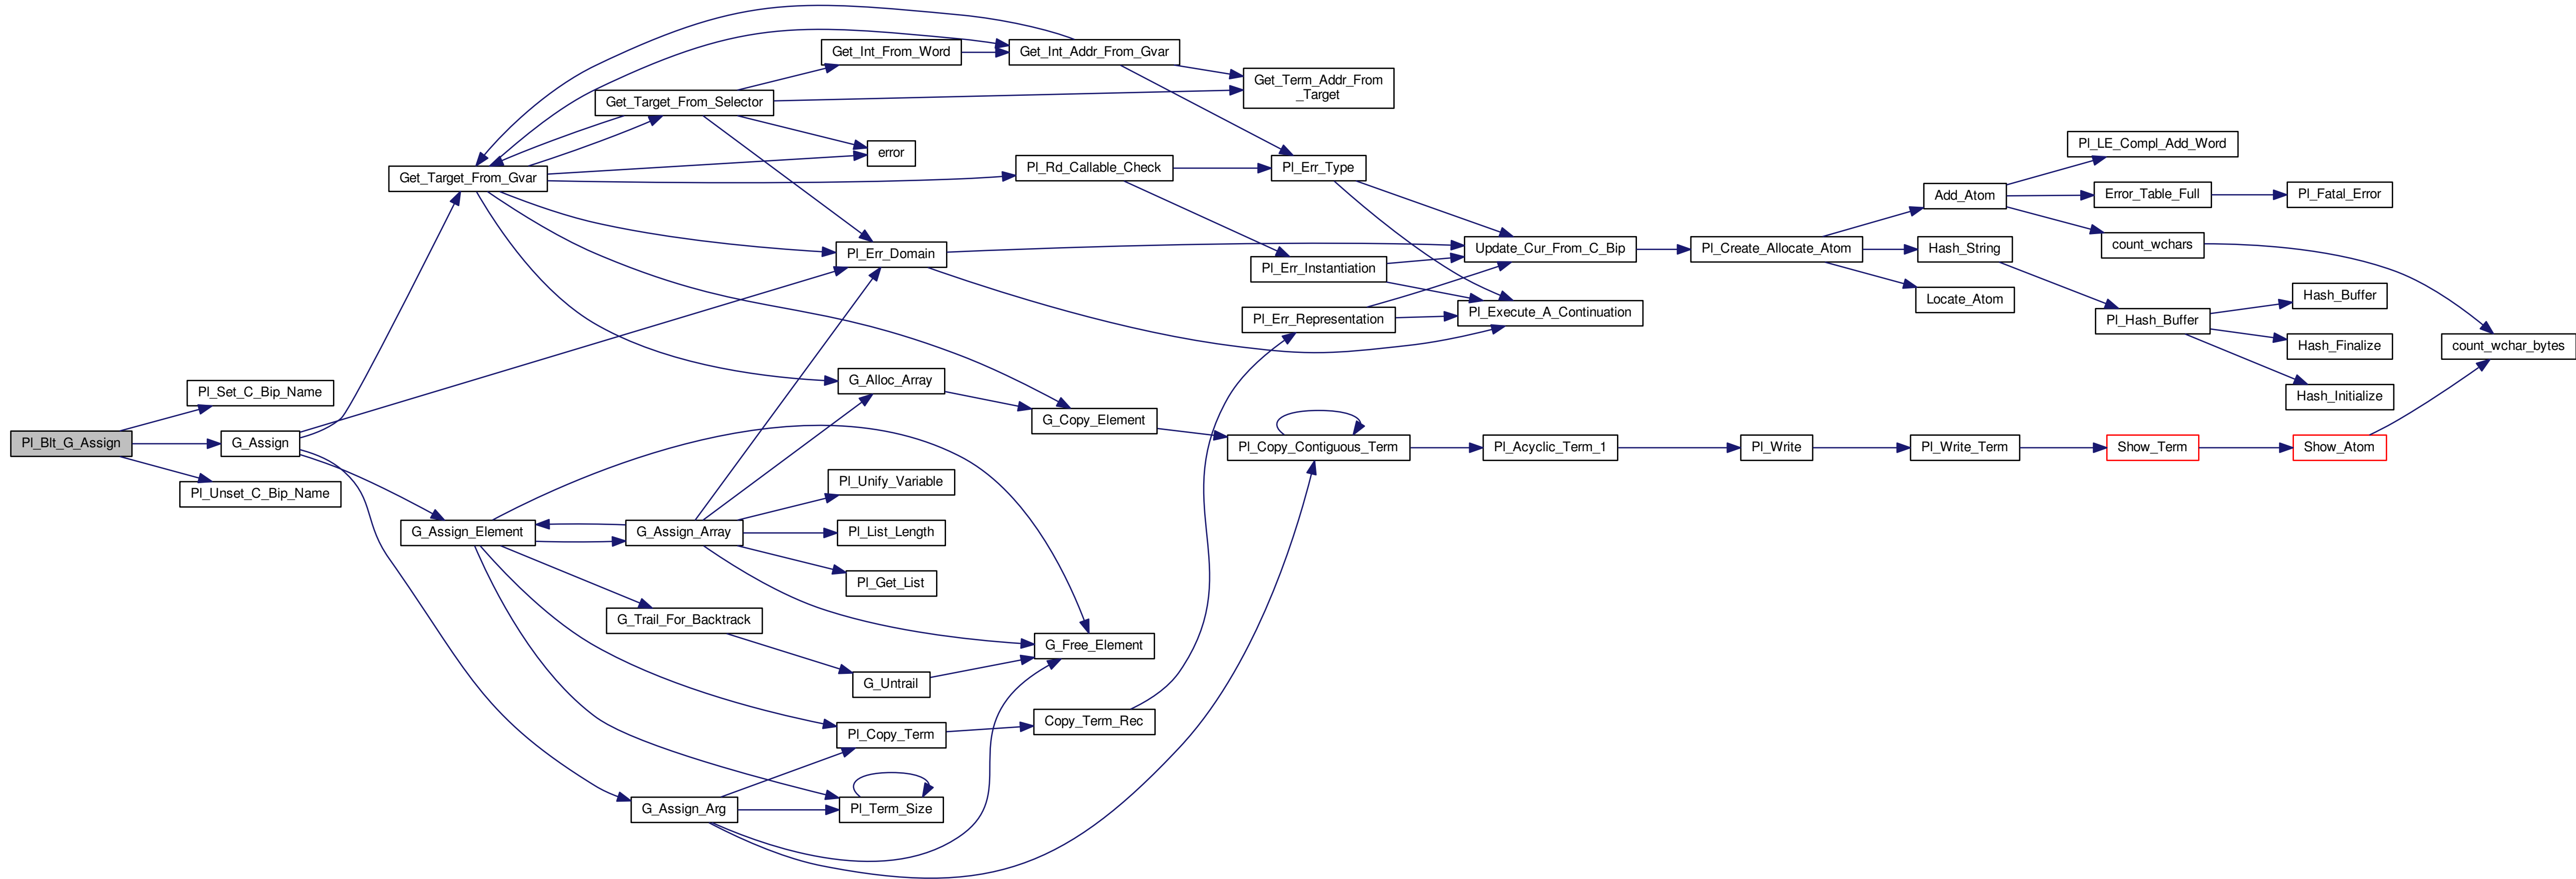 Pl_Blt_G_Assign
Pl_Set_C_Bip_Name
G_Assign
Pl_Unset_C_Bip_Name
Get_Target_From_Gvar
G_Assign_Element
Get_Target_From_Selector
G_Assign_Array
G_Trail_For_Backtrack
G_Assign_Arg
Get_Int_From_Word
error
Pl_Err_Domain
G_Alloc_Array
Pl_Unify_Variable
Pl_List_Length
Pl_Get_List
G_Untrail
Pl_Copy_Term
Pl_Term_Size
Get_Int_Addr_From_Gvar
Pl_Rd_Callable_Check
G_Copy_Element
G_Free_Element
Copy_Term_Rec
Get_Term_Addr_From
_Target
Pl_Err_Type
Pl_Err_Instantiation
Pl_Err_Representation
Pl_Copy_Contiguous_Term
Update_Cur_From_C_Bip
Pl_Execute_A_Continuation
Pl_Acyclic_Term_1
Pl_Create_Allocate_Atom
Pl_Write
Add_Atom
Hash_String
Locate_Atom
Pl_Write_Term
Pl_LE_Compl_Add_Word
Error_Table_Full
count_wchars
Pl_Hash_Buffer
Show_Term
Pl_Fatal_Error
Hash_Buffer
Hash_Finalize
Hash_Initialize
Show_Atom
count_wchar_bytes